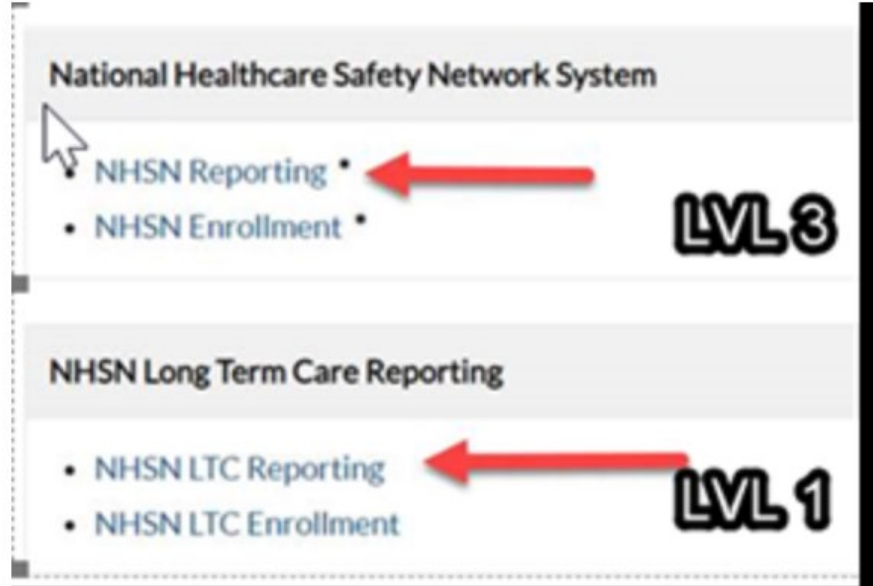 National Healthcare Safety Network System
• NHSN Reporting *
• NHSN Enrollment *
LVL 3
NHSN Long Term Care Reporting
• NHSN LTC Reporting
• NHSN LTC Enrollment
LVL 1